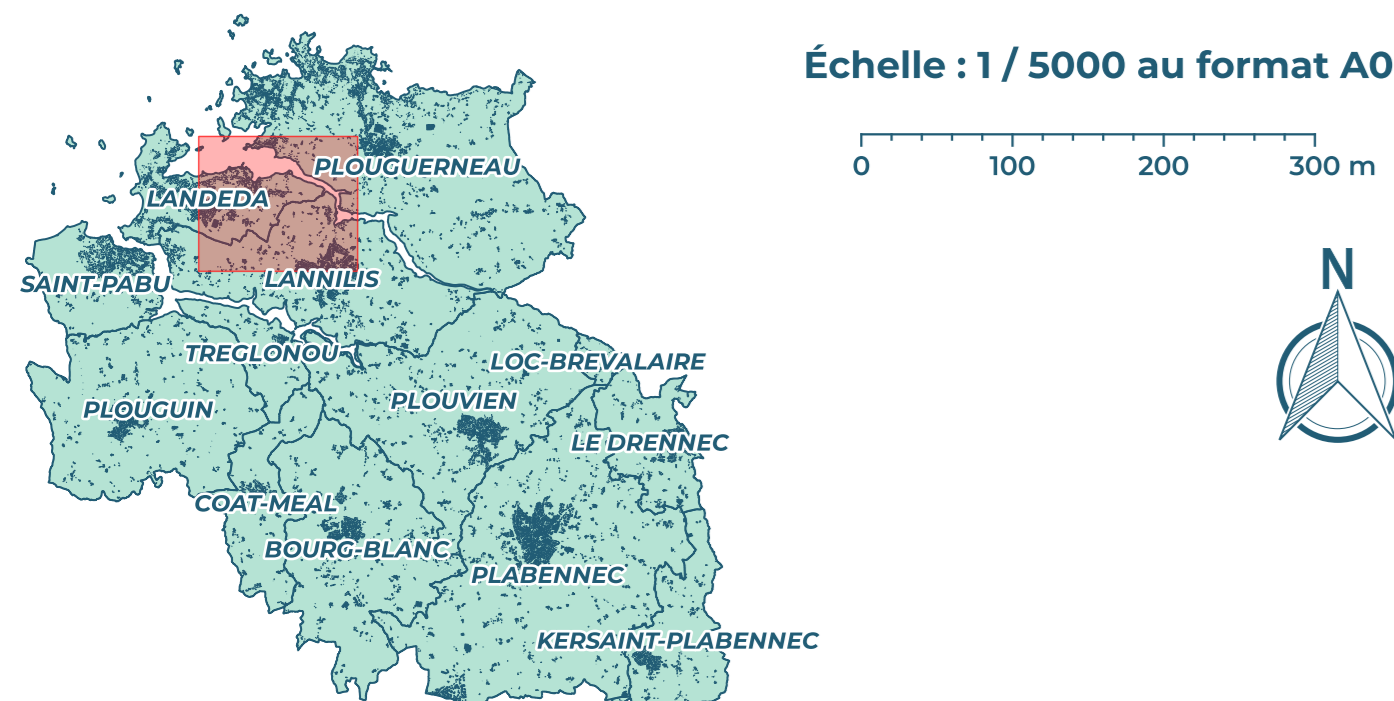 Échelle : 1 / 5000 au format A0
0 100 200 300 m
N
PLOUGUERNEAU
LANDEDA
LANNILIS
SAINT-PABU
TREGLONOU
LOC-BREVALAIRE
PLOUVIEN
PLOUGUIN
LE DRENNEC
COAT-MEAL
BOURG-BLANC
PLABENNEC
KERSAINT-PLABENNEC